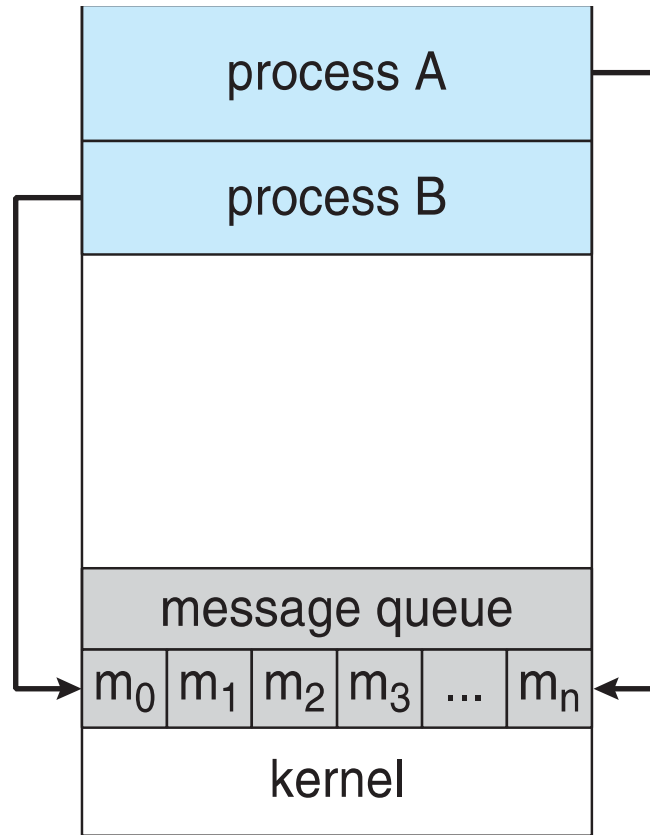 process A
process B
message queue
m₀ m₁ m₂ m₃ ... mₙ
kernel